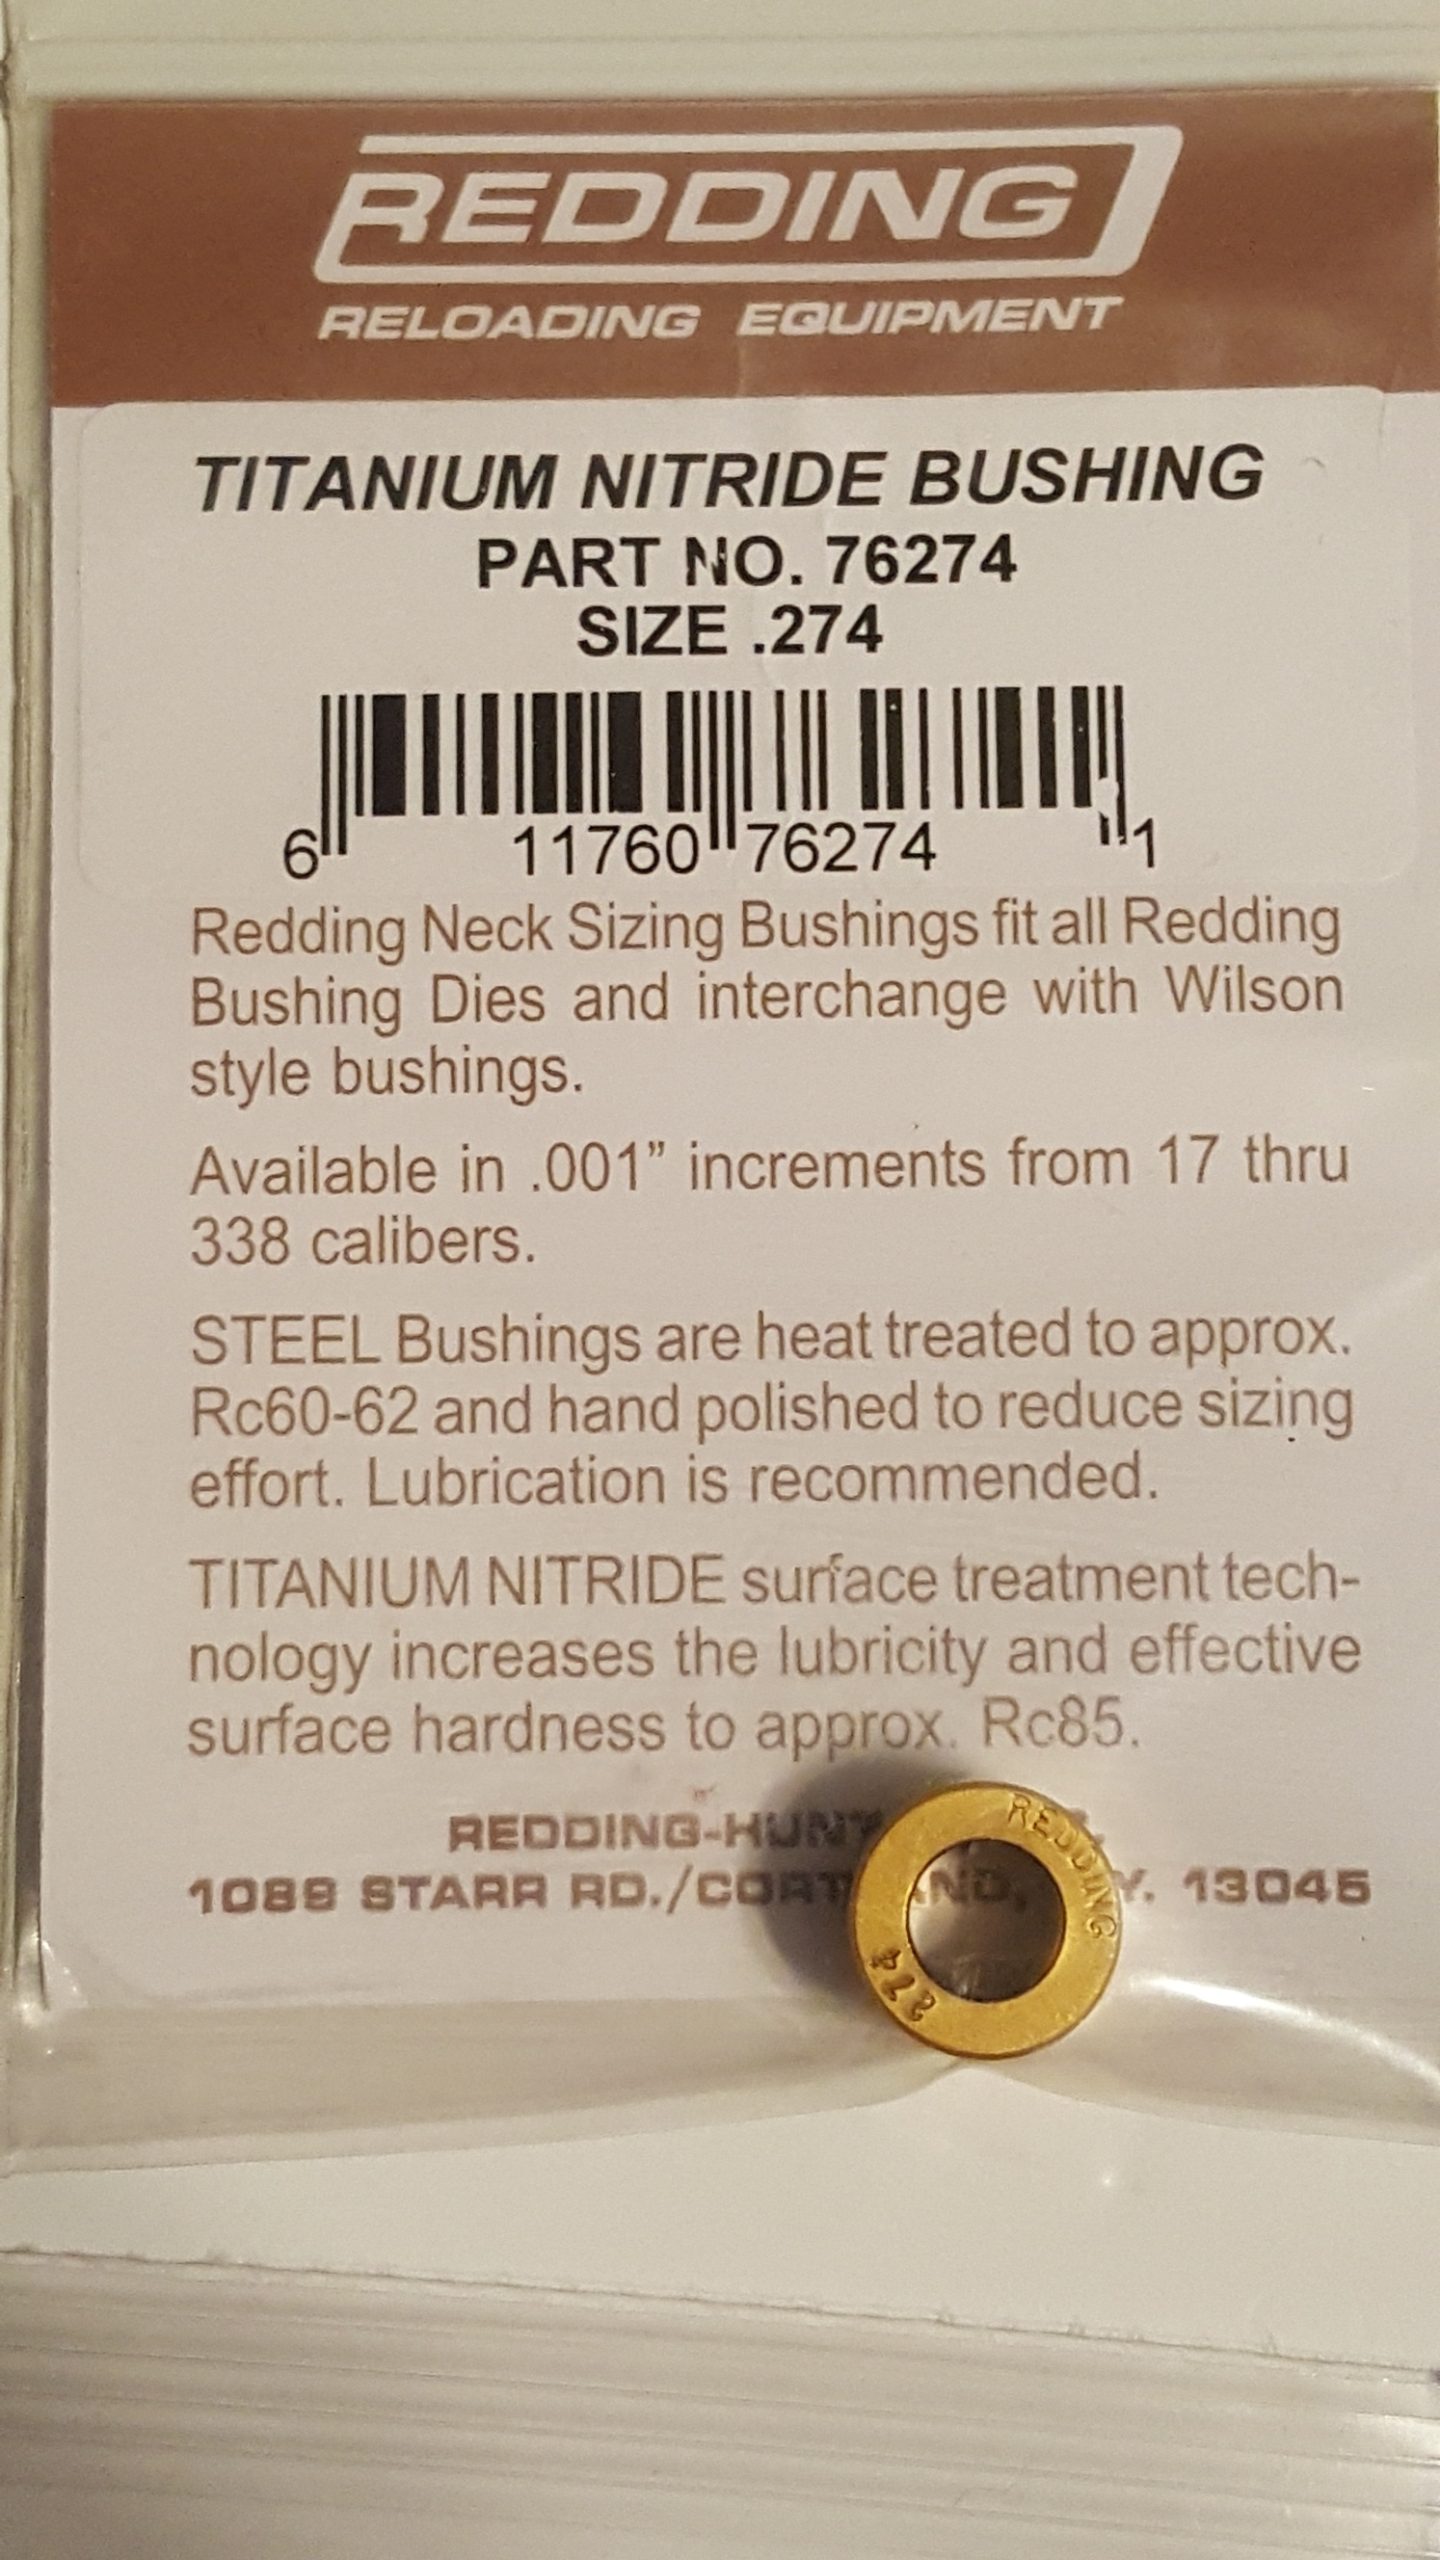 REDDING
RELOADING EQUIPMENT
TITANIUM NITRIDE BUSHING
PART NO. 76274
SIZE .274
6 11760 76274 1
Redding Neck Sizing Bushings fit all Redding
Bushing Dies and interchange with Wilson
style bushings.
Available in .001” increments from 17 thru
338 calibers.
STEEL Bushings are heat treated to approx.
Rc60-62 and hand polished to reduce sizing
effort. Lubrication is recommended.
TITANIUM NITRIDE surface treatment tech-
nology increases the lubricity and effective
surface hardness to approx. Rc85.
1089 STARR RD./ 13045
REDDING
274